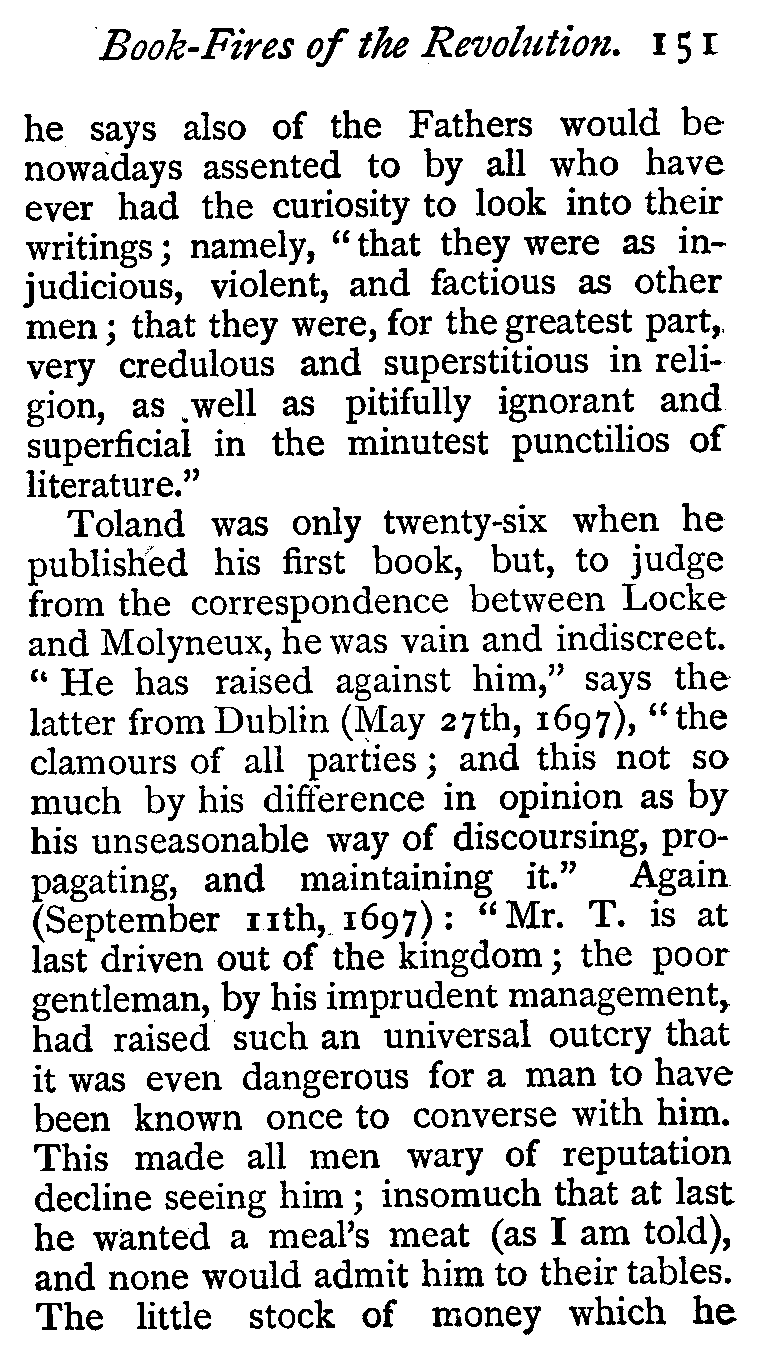 Book-Fires of the Revolution. 151
he says also of the Fathers would be
nowadays assented to by all who have
ever had the curiosity to look into their
writings; namely, “that they were as in-
judicious, violent, and factious as other
men; that they were, for the greatest part,
very credulous and superstitious in reli-
gion, as well as pitifully ignorant and
superficial in the minutest punctilios of
literature.”
Toland was only twenty-six when he
published his first book, but, to judge
from the correspondence between Locke
and Molyneux, he was vain and indiscreet.
“He has raised against him,” says the
latter from Dublin (May 27th, 1697), “the
clamours of all parties; and this not so
much by his difference in opinion as by
his unseasonable way of discoursing, pro-
pagating, and maintaining it.” Again
(September 11th, 1697): “Mr. T. is at
last driven out of the kingdom; the poor
gentleman, by his imprudent management,
had raised such an universal outcry that
it was even dangerous for a man to have
been known once to converse with him.
This made all men wary of reputation
decline seeing him; insomuch that at last
he wanted a meal’s meat (as I am told),
and none would admit him to their tables.
The little stock of money which he